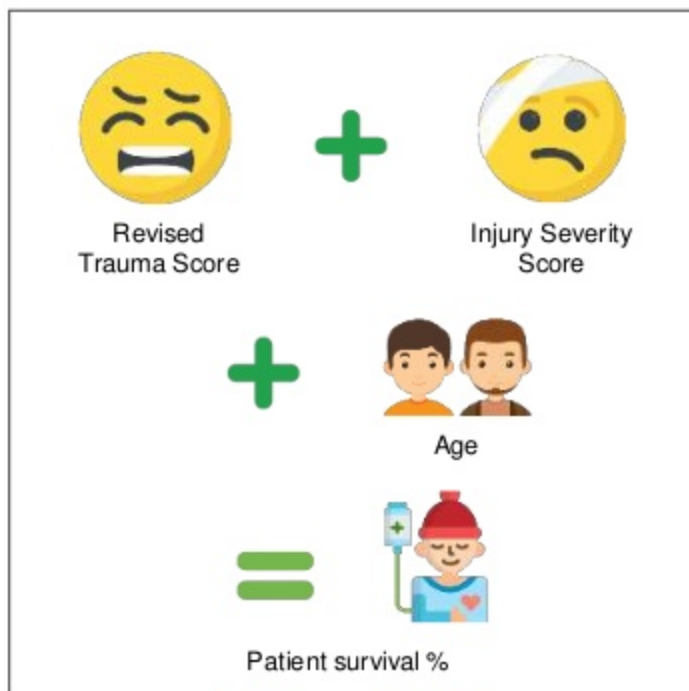 Revised
Trauma Score
Injury Severity
Score
Age
Patient survival %